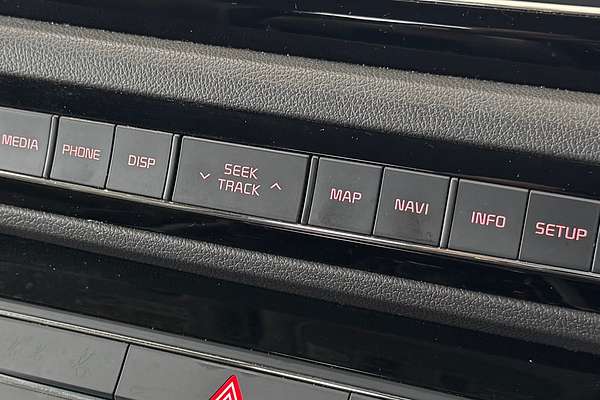 MEDIA
PHONE
DISP
SEEK
TRACK
MAP
NAVI
INFO
SETUP